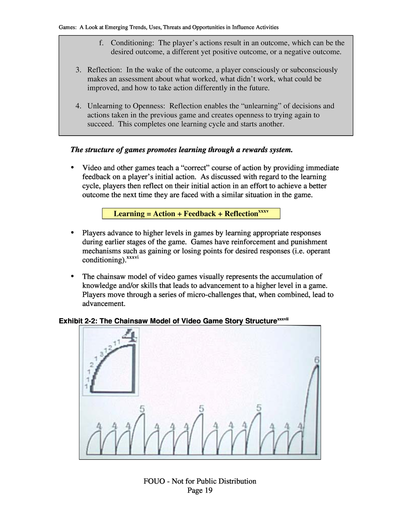 Games:  A Look at Emerging Trends, Uses, Threats and Opportunities in Influence Activities
f.  Conditioning:  The player's actions result in an outcome, which can be the
desired outcome, a different yet positive outcome, or a negative outcome.
3.  Reflection:  In the wake of the outcome, a player consciously or subconsciously
makes an assessment about what worked, what didn't work, what could be
improved, and how to take action differently in the future.
4.  Unlearning to Openness:  Reflection enables the "unlearning" of decisions and
actions taken in the previous game and creates openness to trying again to
succeed.  This completes one learning cycle and starts another.
The structure of games promotes learning through a rewards system.
• Video and other games teach a "correct" course of action by providing immediate
feedback on a player's initial action.  As discussed with regard to the learning
cycle, players then reflect on their initial action in an effort to achieve a better
outcome the next time they are faced with a similar situation in the game.
Learning = Action + Feedback + Reflection^xxxv
• Players advance to higher levels in games by learning appropriate responses
during earlier stages of the game.  Games have reinforcement and punishment
mechanisms such as gaining or losing points for desired responses (i.e. operant
conditioning).^xxxvi
• The chainsaw model of video games visually represents the accumulation of
knowledge and/or skills that leads to advancement to a higher level in a game.
Players move through a series of micro-challenges that, when combined, lead to
advancement.
Exhibit 2-2: The Chainsaw Model of Video Game Story Structure^xxxvii
4
5 5 5 6
4 4 4 4 4 4 4 4 4 4 4 4
FOUO - Not for Public Distribution
Page 19